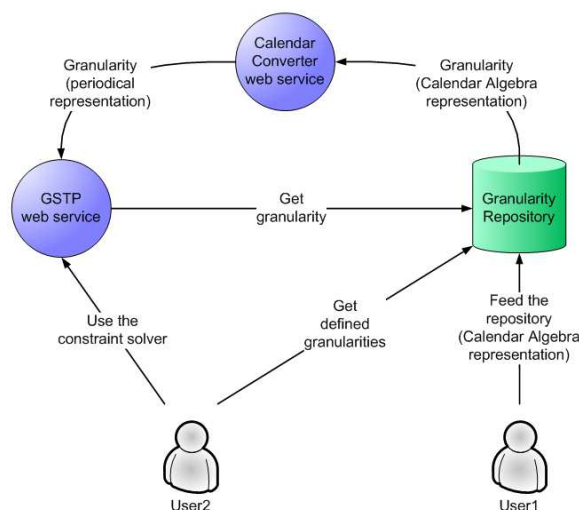 Granularity
(periodical
representation)
Calendar
Converter
web service
Granularity
(Calendar Algebra
representation)
GSTP
web service
Get
granularity
Granularity
Repository
Use the
constraint solver
Get
defined
granularities
Feed the
repository
(Calendar Algebra
representation)
User2
User1